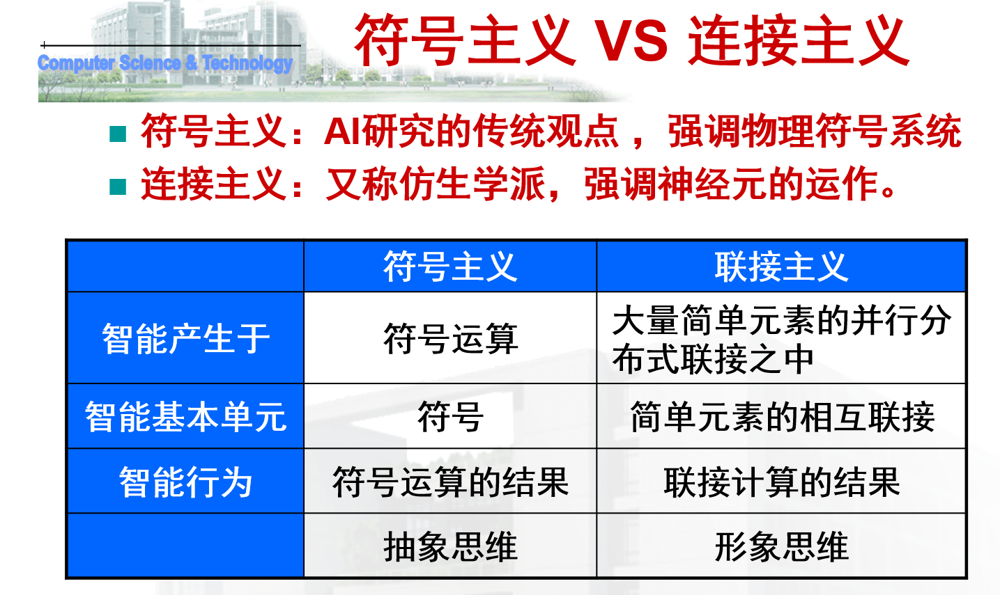 符号主义 VS 连接主义
Computer Science & Technology
符号主义：AI研究的传统观点 ，强调物理符号系统
连接主义：又称仿生学派，强调神经元的运作。
符号主义
联接主义
智能产生于
符号运算
大量简单元素的并行分
布式联接之中
智能基本单元
符号
简单元素的相互联接
智能行为
符号运算的结果
联接计算的结果
抽象思维
形象思维